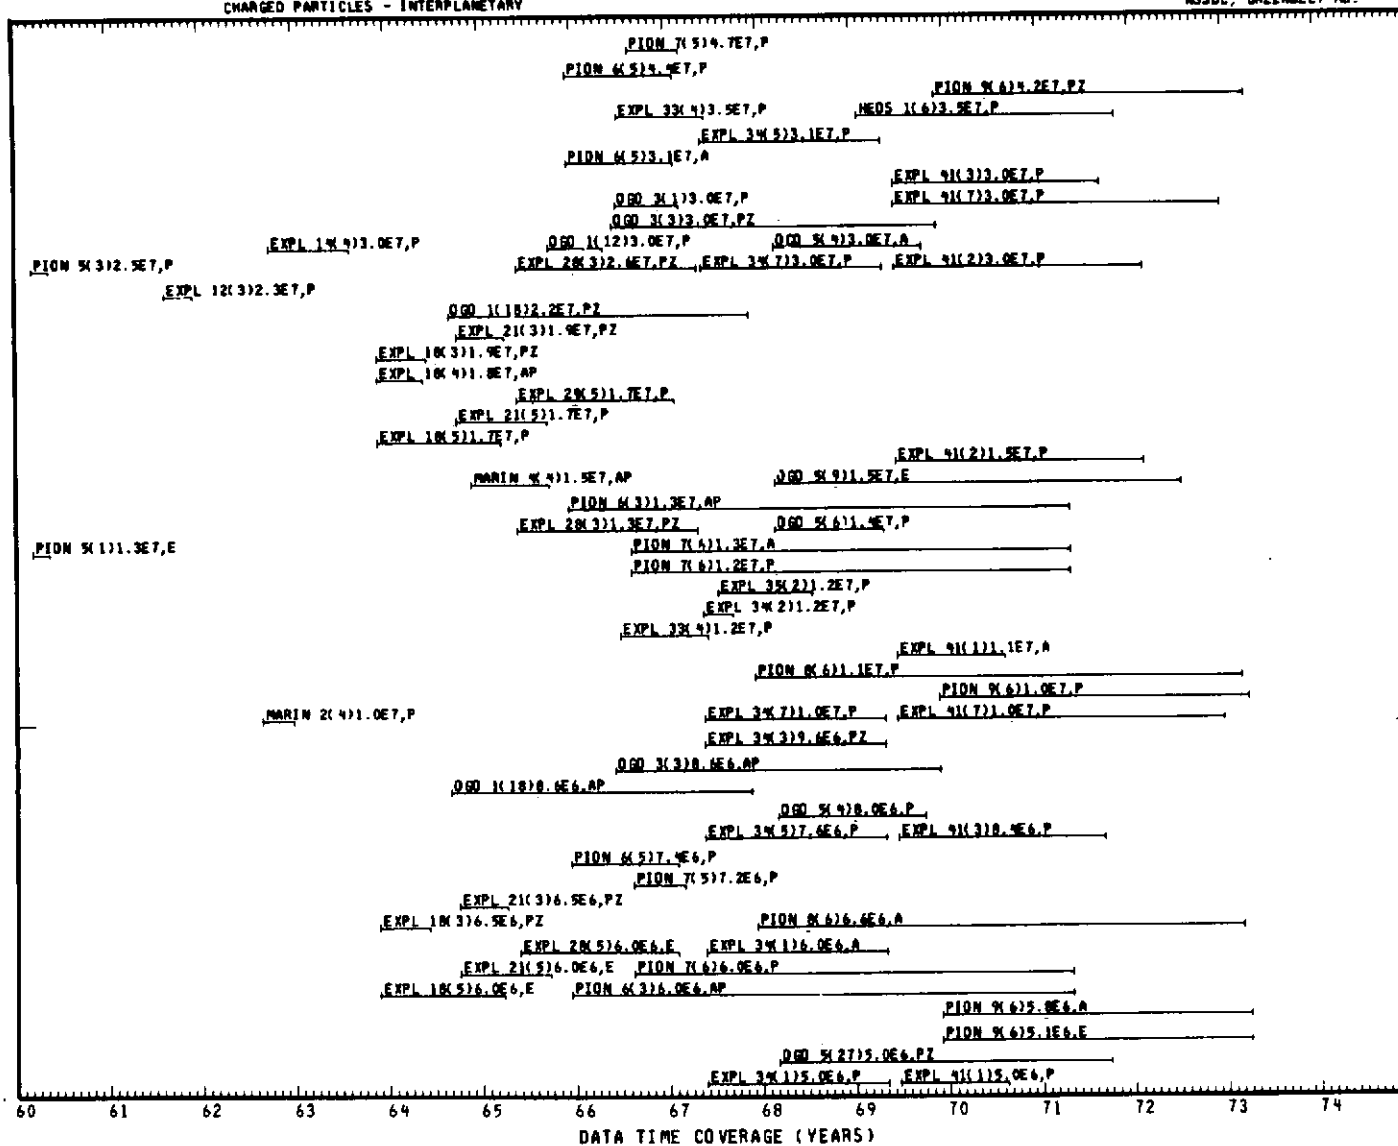 CHARGED PARTICLES - INTERPLANETARY
PION 7(5)4.7E7,P
PION 6(5)4.4E7,P
PION 9(6)4.2E7,PZ
EXPL 33(4)3.5E7,P HEOS 1(6)3.5E7,P
EXPL 34(5)3.1E7,P
PION 6(5)3.1E7,A
EXPL 41(3)3.0E7,P
OGO 3(1)3.0E7,P EXPL 41(7)3.0E7,P
OGO 3(3)3.0E7,PZ
EXPL 14(4)3.0E7,P OGO 1(12)3.0E7,P OGO 5(4)3.0E7,A
PION 5(3)2.5E7,P EXPL 28(3)2.6E7,PZ EXPL 34(7)3.0E7,P EXPL 41(2)3.0E7,P
EXPL 12(3)2.3E7,P
OGO 1(18)2.2E7,PZ
EXPL 21(3)1.9E7,PZ
EXPL 18(3)1.9E7,PZ
EXPL 18(4)1.8E7,AP
EXPL 28(5)1.7E7,P
EXPL 21(5)1.7E7,P
EXPL 18(5)1.7E7,P
EXPL 41(2)1.5E7,P
MARIN 4(4)1.5E7,AP OGO 5(9)1.5E7,E
PION 6(3)1.3E7,AP
EXPL 28(3)1.3E7,PZ OGO 5(6)1.4E7,P
PION 5(1)1.3E7,E PION 7(6)1.3E7,A
PION 7(6)1.2E7,P
EXPL 35(2)1.2E7,P
EXPL 34(2)1.2E7,P
EXPL 33(4)1.2E7,P
EXPL 41(1)1.1E7,A
PION 8(6)1.1E7,P
PION 9(6)1.0E7,P
MARIN 2(4)1.0E7,P EXPL 34(7)1.0E7,P EXPL 41(7)1.0E7,P
EXPL 34(3)9.6E6,PZ
OGO 3(3)8.6E6,AP
OGO 1(18)8.6E6,AP
OGO 5(4)8.0E6,P
EXPL 34(5)7.6E6,P EXPL 41(3)8.4E6,P
PION 6(5)7.4E6,P
PION 7(5)7.2E6,P
EXPL 21(3)6.5E6,PZ
EXPL 18(3)6.5E6,PZ PION 8(6)6.6E6,A
EXPL 28(5)6.0E6,E EXPL 34(1)6.0E6,A
EXPL 21(5)6.0E6,E PION 7(6)6.0E6,P
EXPL 18(5)6.0E6,E PION 6(3)6.0E6,AP
PION 9(6)5.8E6,A
PION 9(6)5.1E6,E
OGO 5(27)5.0E6,PZ
EXPL 34(1)5.0E6,P EXPL 41(1)5.0E6,P
60 61 62 63 64 65 66 67 68 69 70 71 72 73 74
DATA TIME COVERAGE (YEARS)